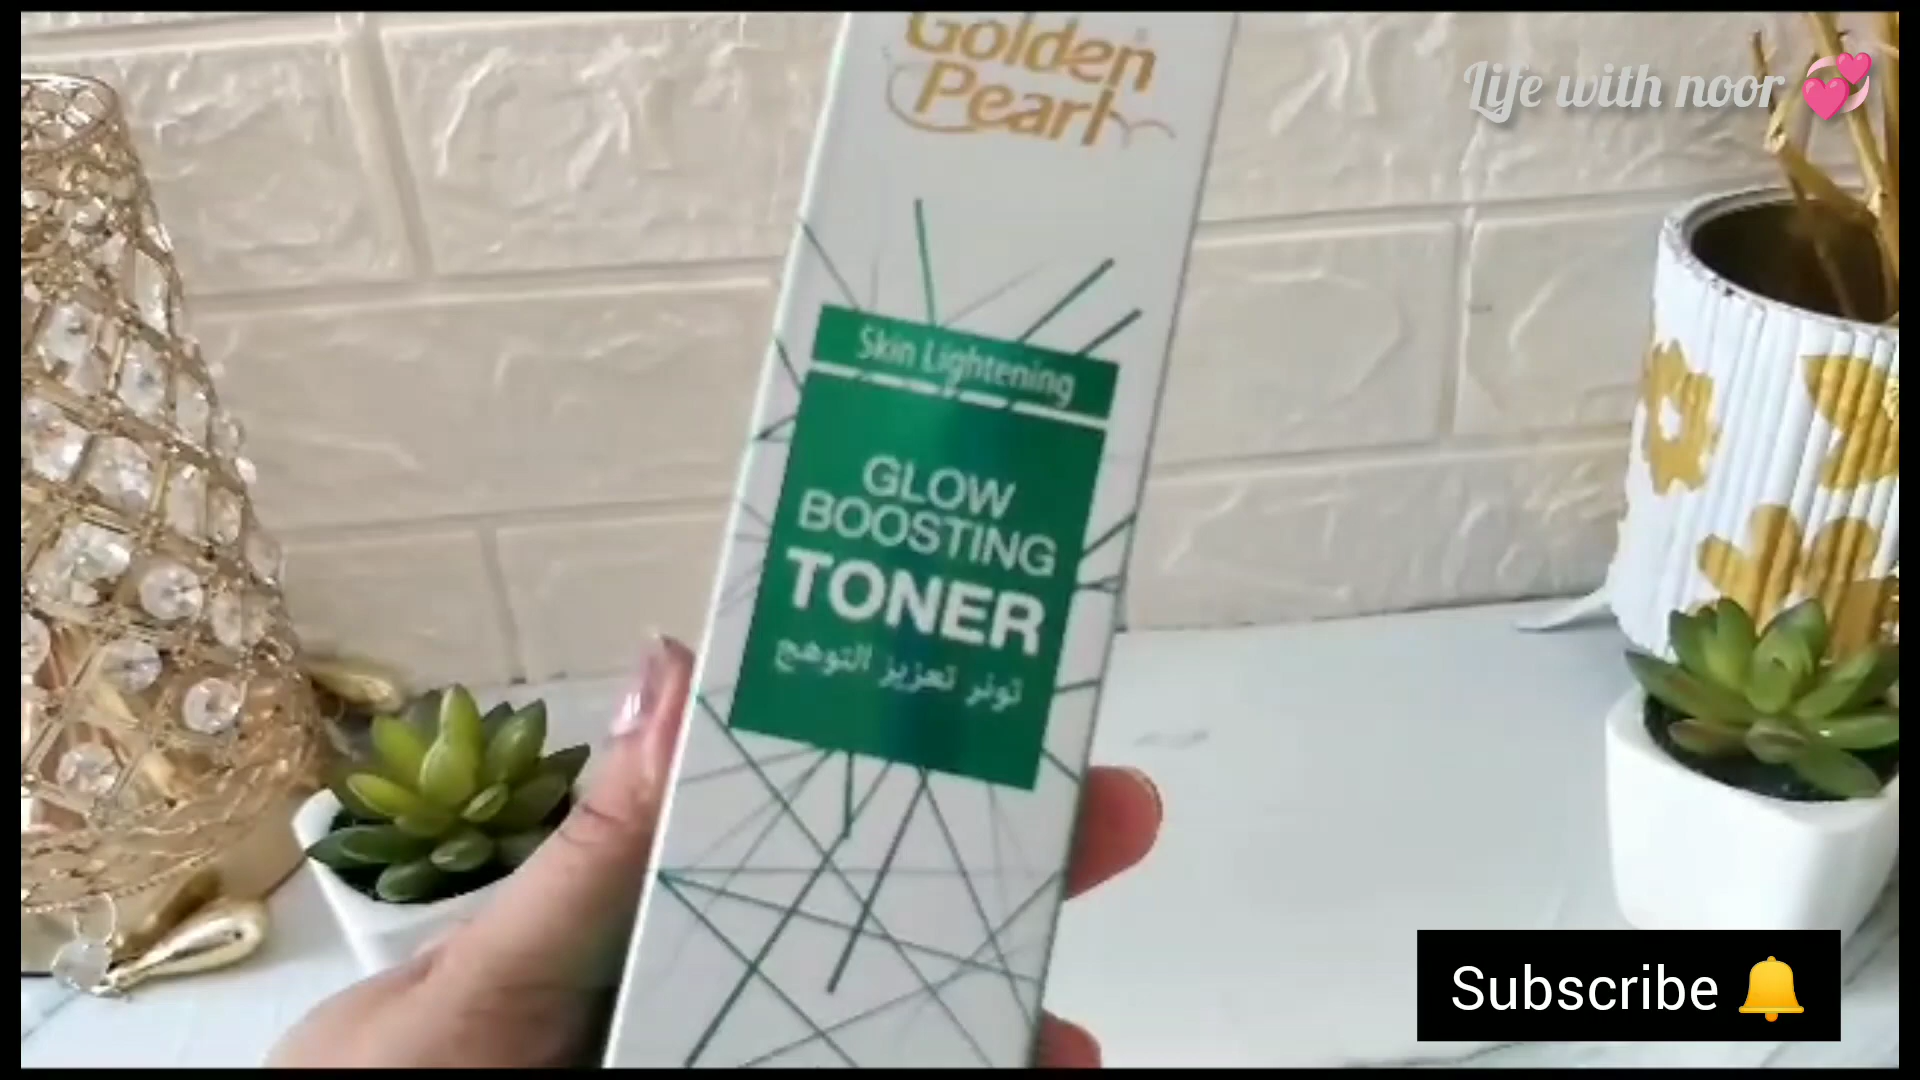 Golden
Pearl
Life with noor 💞
Skin Lightening
GLOW
BOOSTING
TONER
تونر تعزيز التوهج
Subscribe 🔔